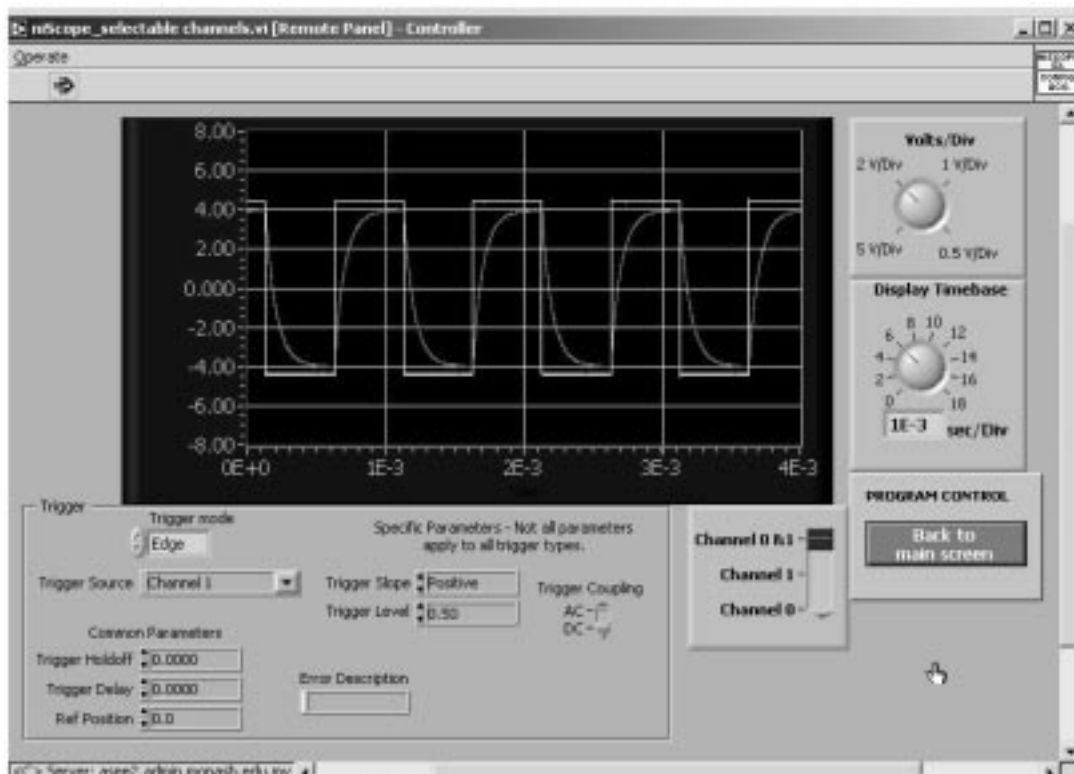 niScope_selectable channels.vi [Remote Panel] - Controller
Operate
8.00
6.00
4.00
2.00
0.000
-2.00
-4.00
-6.00
-8.00
0E+0
1E-3
2E-3
3E-3
4E-3
Volts/Div
2 V/Div
1 V/Div
5 V/Div
0.5 V/Div
Display Timebase
0
2
4
6
8
10
12
14
16
18
1E-3
sec/Div
PROGRAM CONTROL
Back to
main screen
Channel 0 &1
Channel 1
Channel 0
Trigger
Trigger mode
Edge
Specific Parameters - Not all parameters
apply to all trigger types.
Trigger Source
Channel 1
Trigger Slope
Positive
Trigger Level
0.50
Trigger Coupling
AC
DC
Common Parameters
Trigger Holdoff
0.0000
Trigger Delay
0.0000
Ref Position
0.0
Error Description
Server: asee2.admin.monash.edu.my